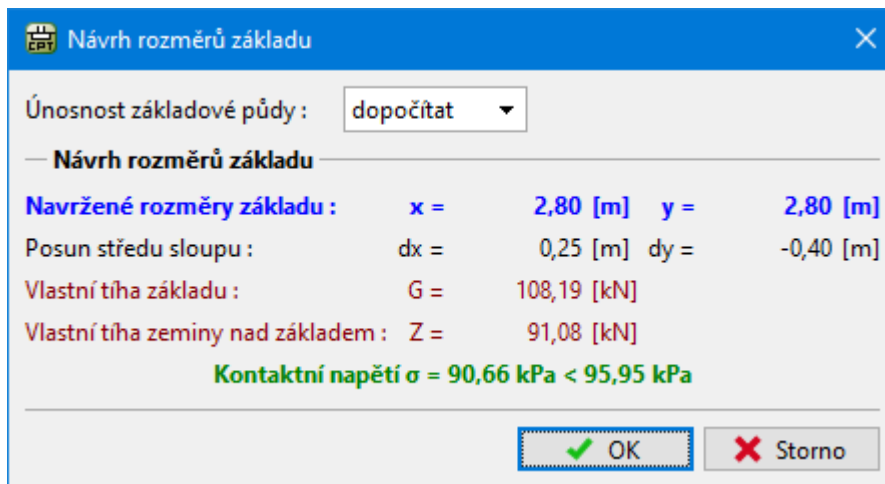 CPT Návrh rozměrů základu
Únosnost základové půdy : dopočítat
Návrh rozměrů základu
Navržené rozměry základu : x = 2,80 [m] y = 2,80 [m]
Posun středu sloupu : dx = 0,25 [m] dy = -0,40 [m]
Vlastní tíha základu : G = 108,19 [kN]
Vlastní tíha zeminy nad základem : Z = 91,08 [kN]
Kontaktní napětí σ = 90,66 kPa < 95,95 kPa
OK Storno